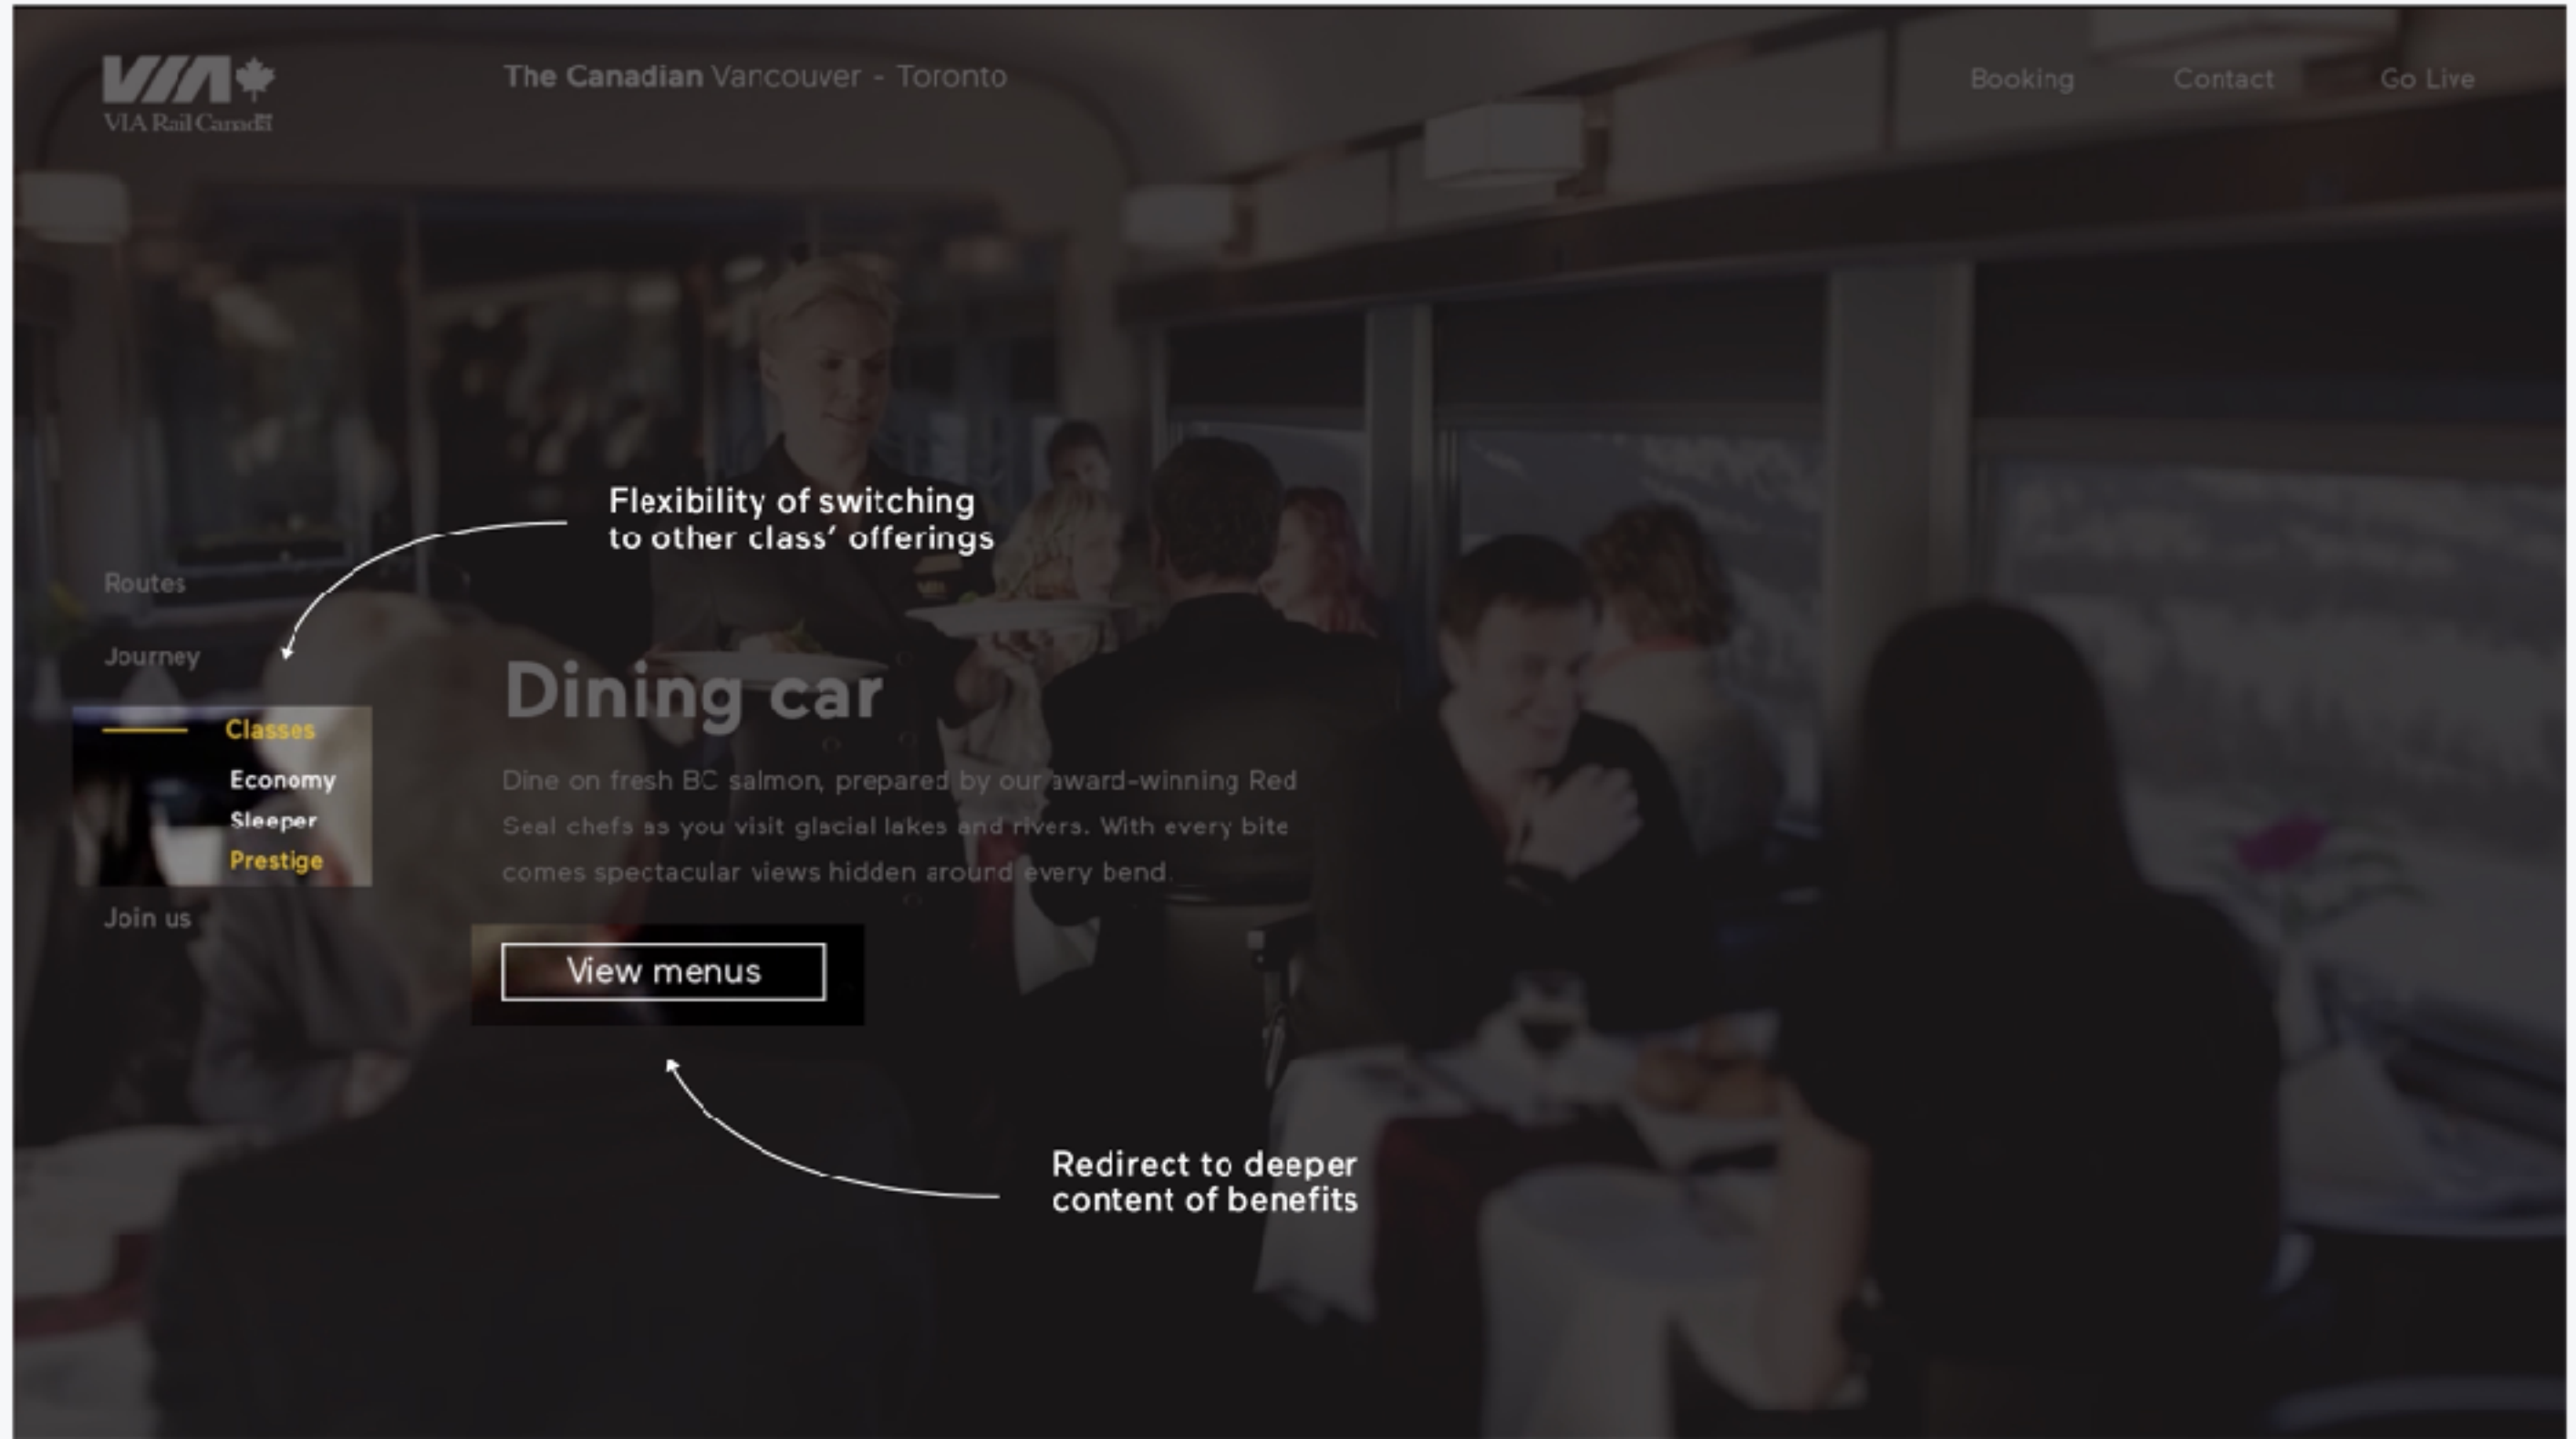 VIA
VIA Rail Canada
The Canadian Vancouver - Toronto
Booking
Contact
Go Live
Flexibility of switching
to other class’ offerings
Routes
Journey
Classes
Economy
Sleeper
Prestige
Join us
Dining car
Dine on fresh BC salmon, prepared by our award-winning Red
Seal chefs as you visit glacial lakes and rivers. With every bite
comes spectacular views hidden around every bend.
View menus
Redirect to deeper
content of benefits